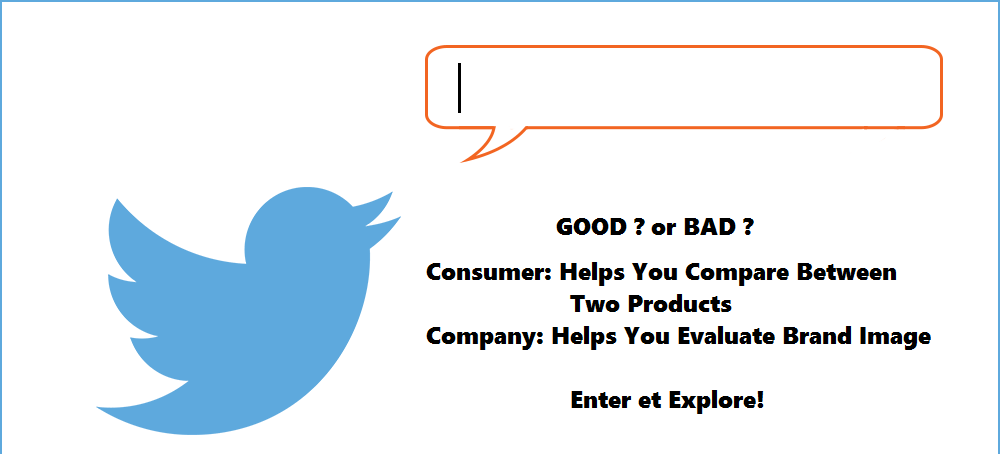 GOOD ? or BAD ?
Consumer: Helps You Compare Between
Two Products
Company: Helps You Evaluate Brand Image
Enter et Explore!